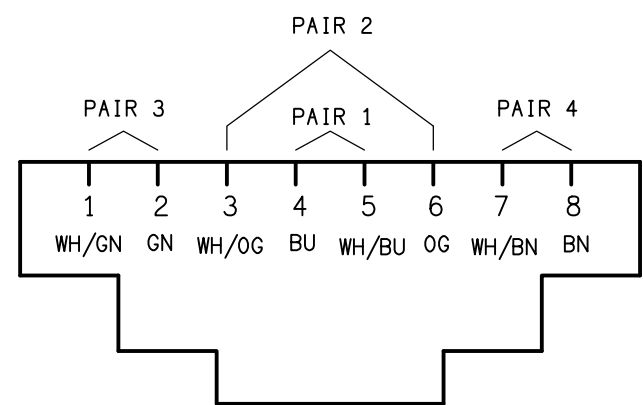 PAIR 2
PAIR 3 PAIR 1 PAIR 4
1 2 3 4 5 6 7 8
WH/GN GN WH/OG BU WH/BU OG WH/BN BN